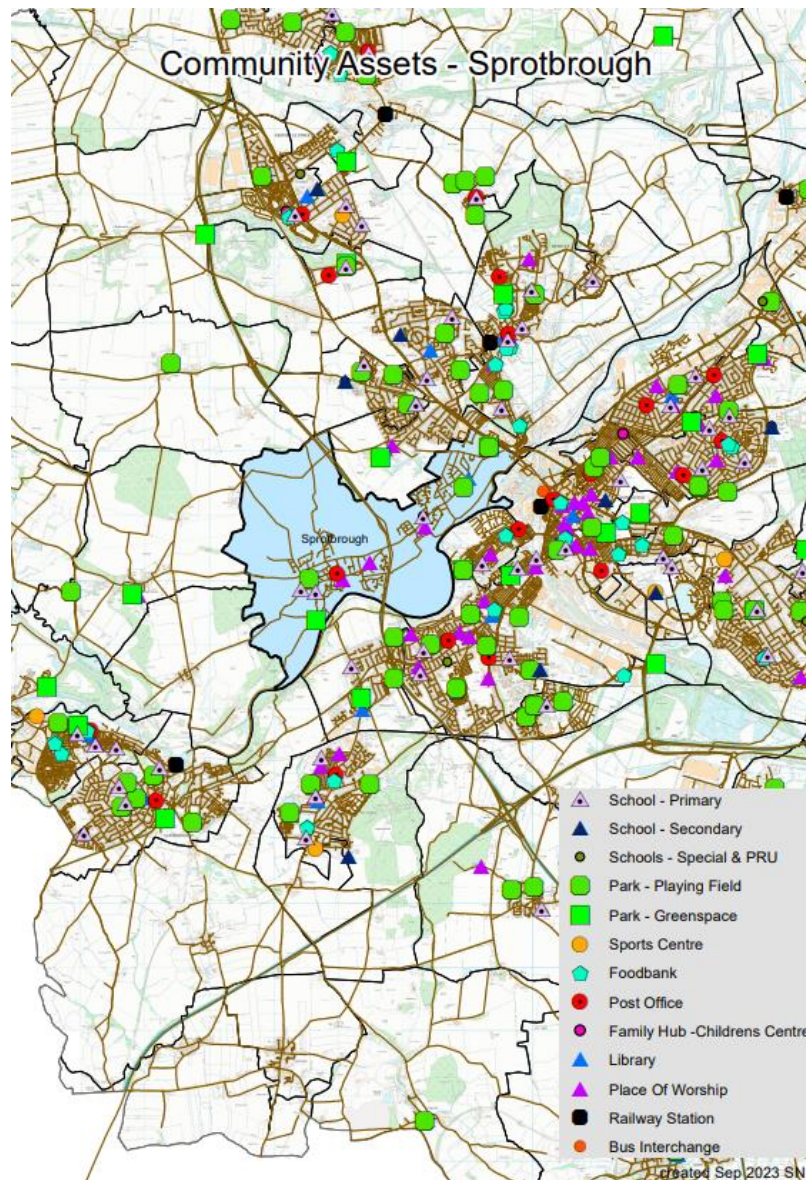 Community Assets - Sprotbrough
Sprotbrough
School - Primary
School - Secondary
Schools - Special & PRU
Park - Playing Field
Park - Greenspace
Sports Centre
Foodbank
Post Office
Family Hub -Childrens Centre
Library
Place Of Worship
Railway Station
Bus Interchange
created Sep 2023 SN